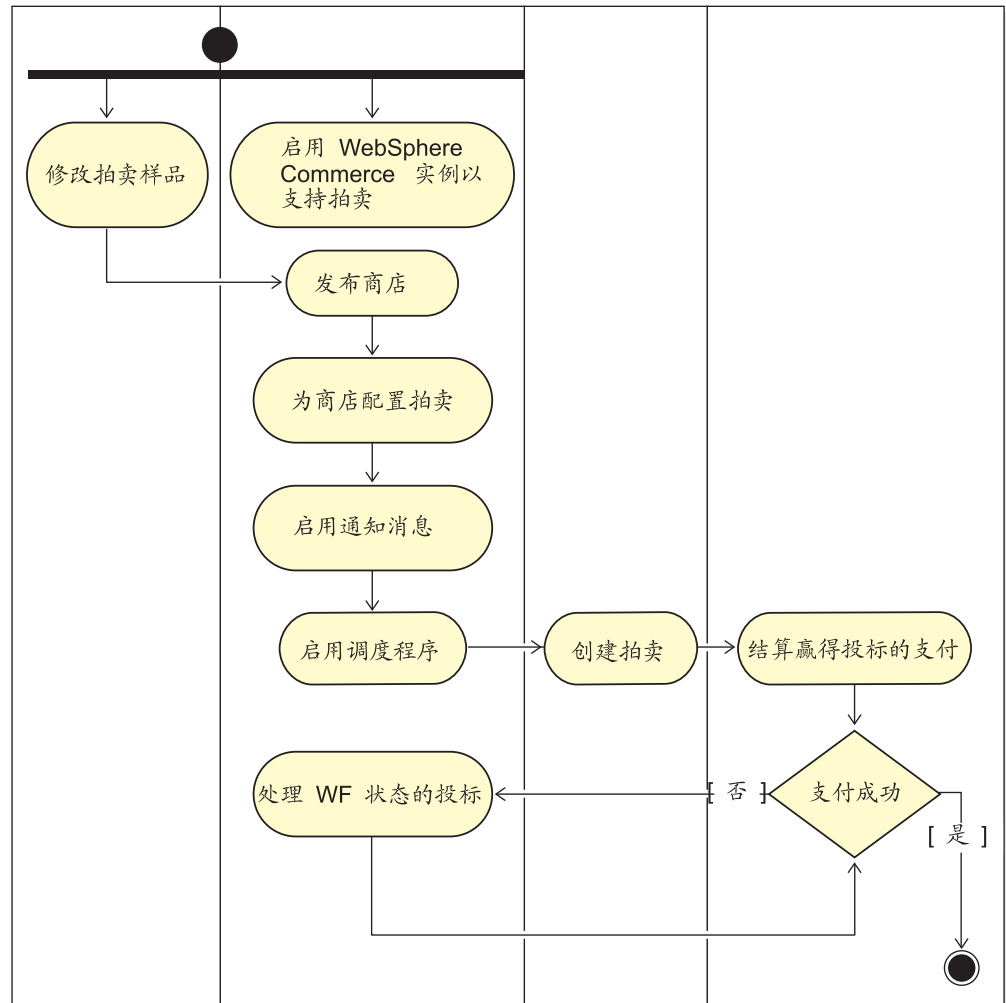 修改拍卖样品
启用 WebSphere
Commerce 实例以
支持拍卖
发布商店
为商店配置拍卖
启用通知消息
启用调度程序
创建拍卖
结算赢得投标的支付
处理 WF 状态的投标
[ 否 ]
支付成功
[ 是 ]